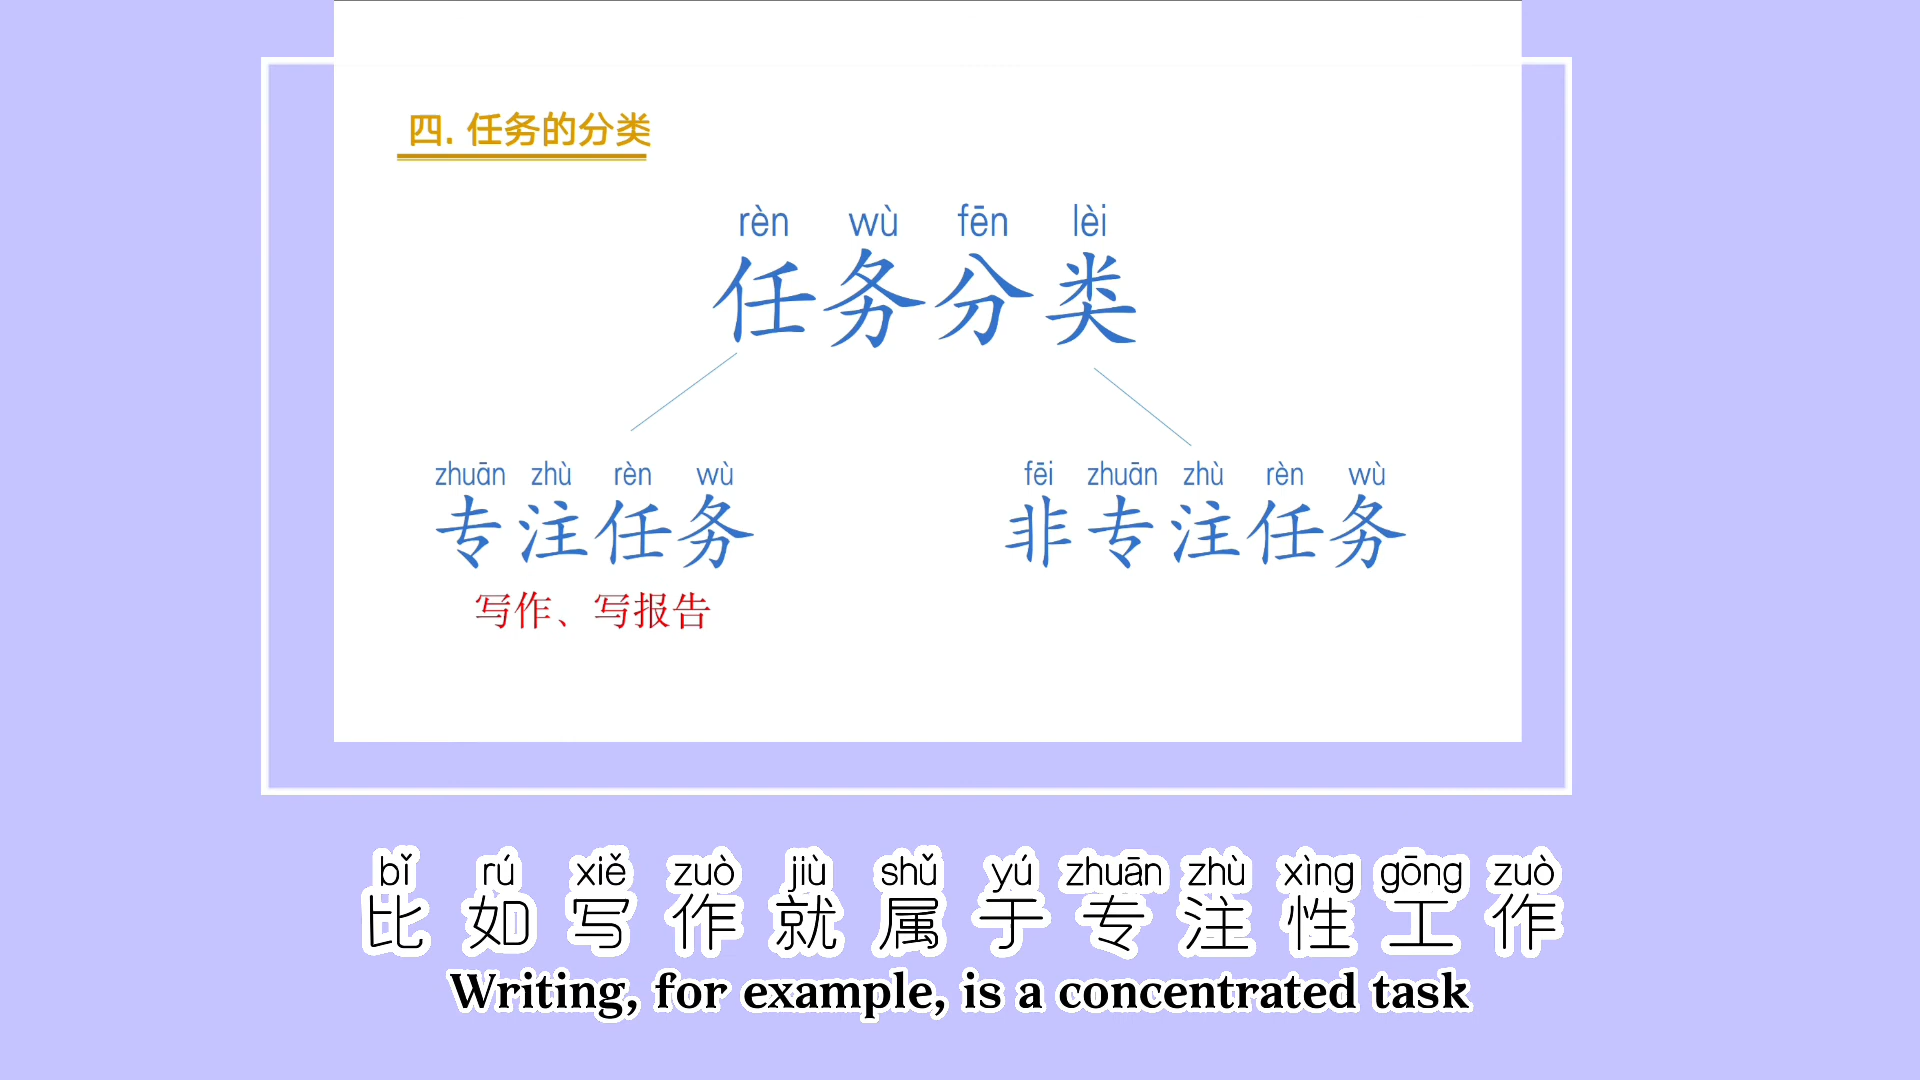 四. 任务的分类
rèn wù fēn lèi
任务分类
zhuān zhù rèn wù
专注任务
写作、写报告
fēi zhuān zhù rèn wù
非专注任务
bǐ rú xiě zuò jiù shǔ yú zhuān zhù xìng gōng zuò
比如写作就属于专注性工作
Writing, for example, is a concentrated task